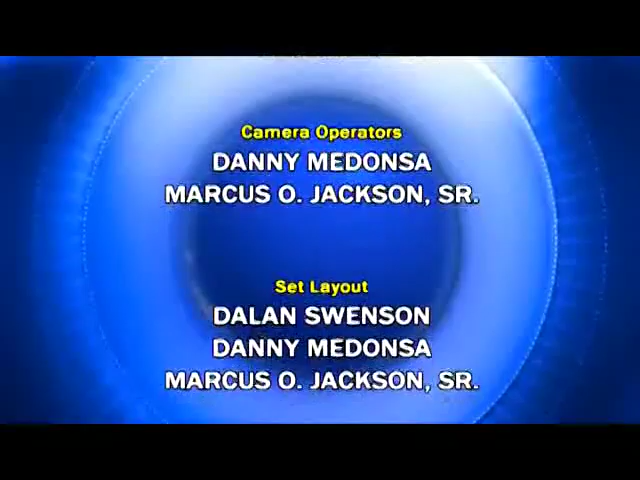 Camera Operators
DANNY MEDONSA
MARCUS O. JACKSON, SR.
Set Layout
DALAN SWENSON
DANNY MEDONSA
MARCUS O. JACKSON, SR.